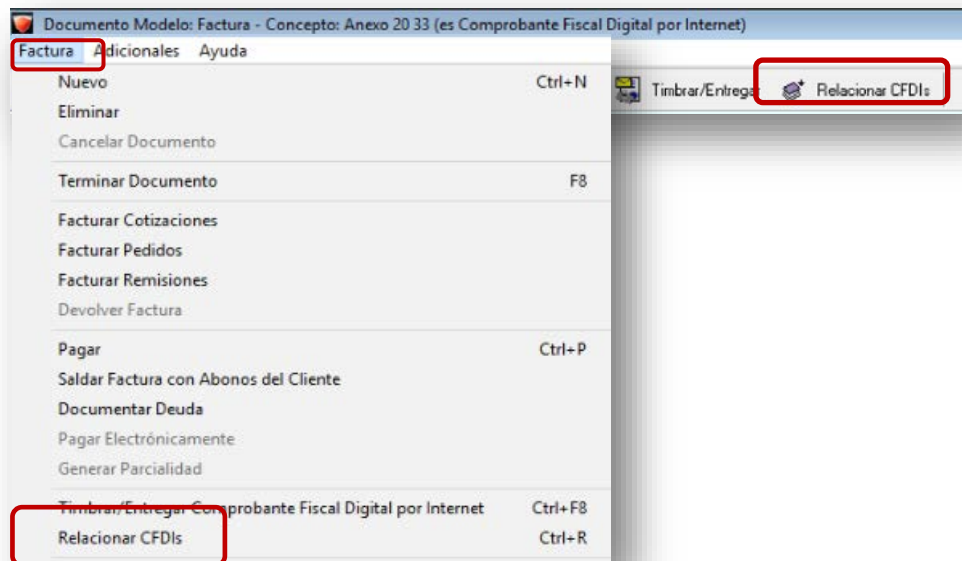 Documento Modelo: Factura - Concepto: Anexo 20 33 (es Comprobante Fiscal Digital por Internet)
Factura Adicionales Ayuda
Timbrar/Entregar Relacionar CFDIs
Nuevo Ctrl+N
Eliminar
Cancelar Documento
Terminar Documento F8
Facturar Cotizaciones
Facturar Pedidos
Facturar Remisiones
Devolver Factura
Pagar Ctrl+P
Saldar Factura con Abonos del Cliente
Documentar Deuda
Pagar Electrónicamente
Generar Parcialidad
Timbrar/Entregar Comprobante Fiscal Digital por Internet Ctrl+F8
Relacionar CFDIs Ctrl+R